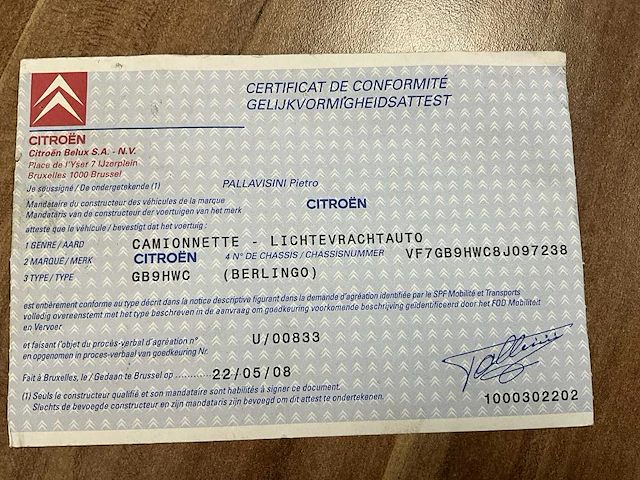 CERTIFICAT DE CONFORMITÉ
GELIJKVORMIGHEIDSATTEST
CITROËN
Citroën Belux S.A. - N.V.
Place de l'Yser 7 IJzerplein
Bruxelles 1000 Brussel
Je soussigné / De ondergetekende (1) PALLAVISINI Pietro
Mandataire du constructeur des véhicules de la marque
Mandataris van de constructeur der voertuigen van het merk CITROËN
atteste que le véhicule / bevestigt dat het voertuig :
1 GENRE / AARD CAMIONNETTE - LICHTEVRACHTAUTO
2 MARQUE / MERK CITROËN 4 N° DE CHASSIS / CHASSISNUMMER VF7GB9HWC8J097238
3 TYPE / TYPE GB9HWC (BERLINGO)
est entièrement conforme au type décrit dans la notice descriptive figurant dans la demande d'agréation identifiée par le SPF Mobilité et Transports
volledig overeenstemt met het type beschreven in de aanvraag om goedkeuring voorkomende beschrijving geïdentificeerd door het FOD Mobiliteit
en Vervoer
et faisant l'objet du procès-verbal d'agréation n°
en opgenomen in proces-verbaal van goedkeuring Nr. U/00833
Fait à Bruxelles, le / Gedaan te Brussel op ........... 22/05/08
(1) Seuls le constructeur qualifié et son mandataire sont habilités à signer ce document.
Slechts de bevoegde constructeur en zijn mandataris zijn bevoegd om dit attest te ondertekenen.
1000302202